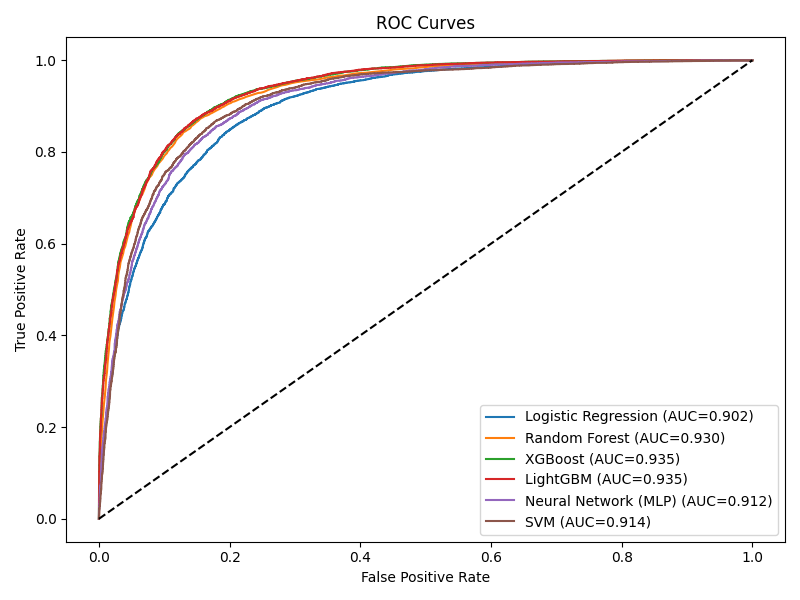 ROC Curves
True Positive Rate
1.0
0.8
0.6
0.4
0.2
0.0
Logistic Regression (AUC=0.902)
Random Forest (AUC=0.930)
XGBoost (AUC=0.935)
LightGBM (AUC=0.935)
Neural Network (MLP) (AUC=0.912)
SVM (AUC=0.914)
0.0 0.2 0.4 0.6 0.8 1.0
False Positive Rate